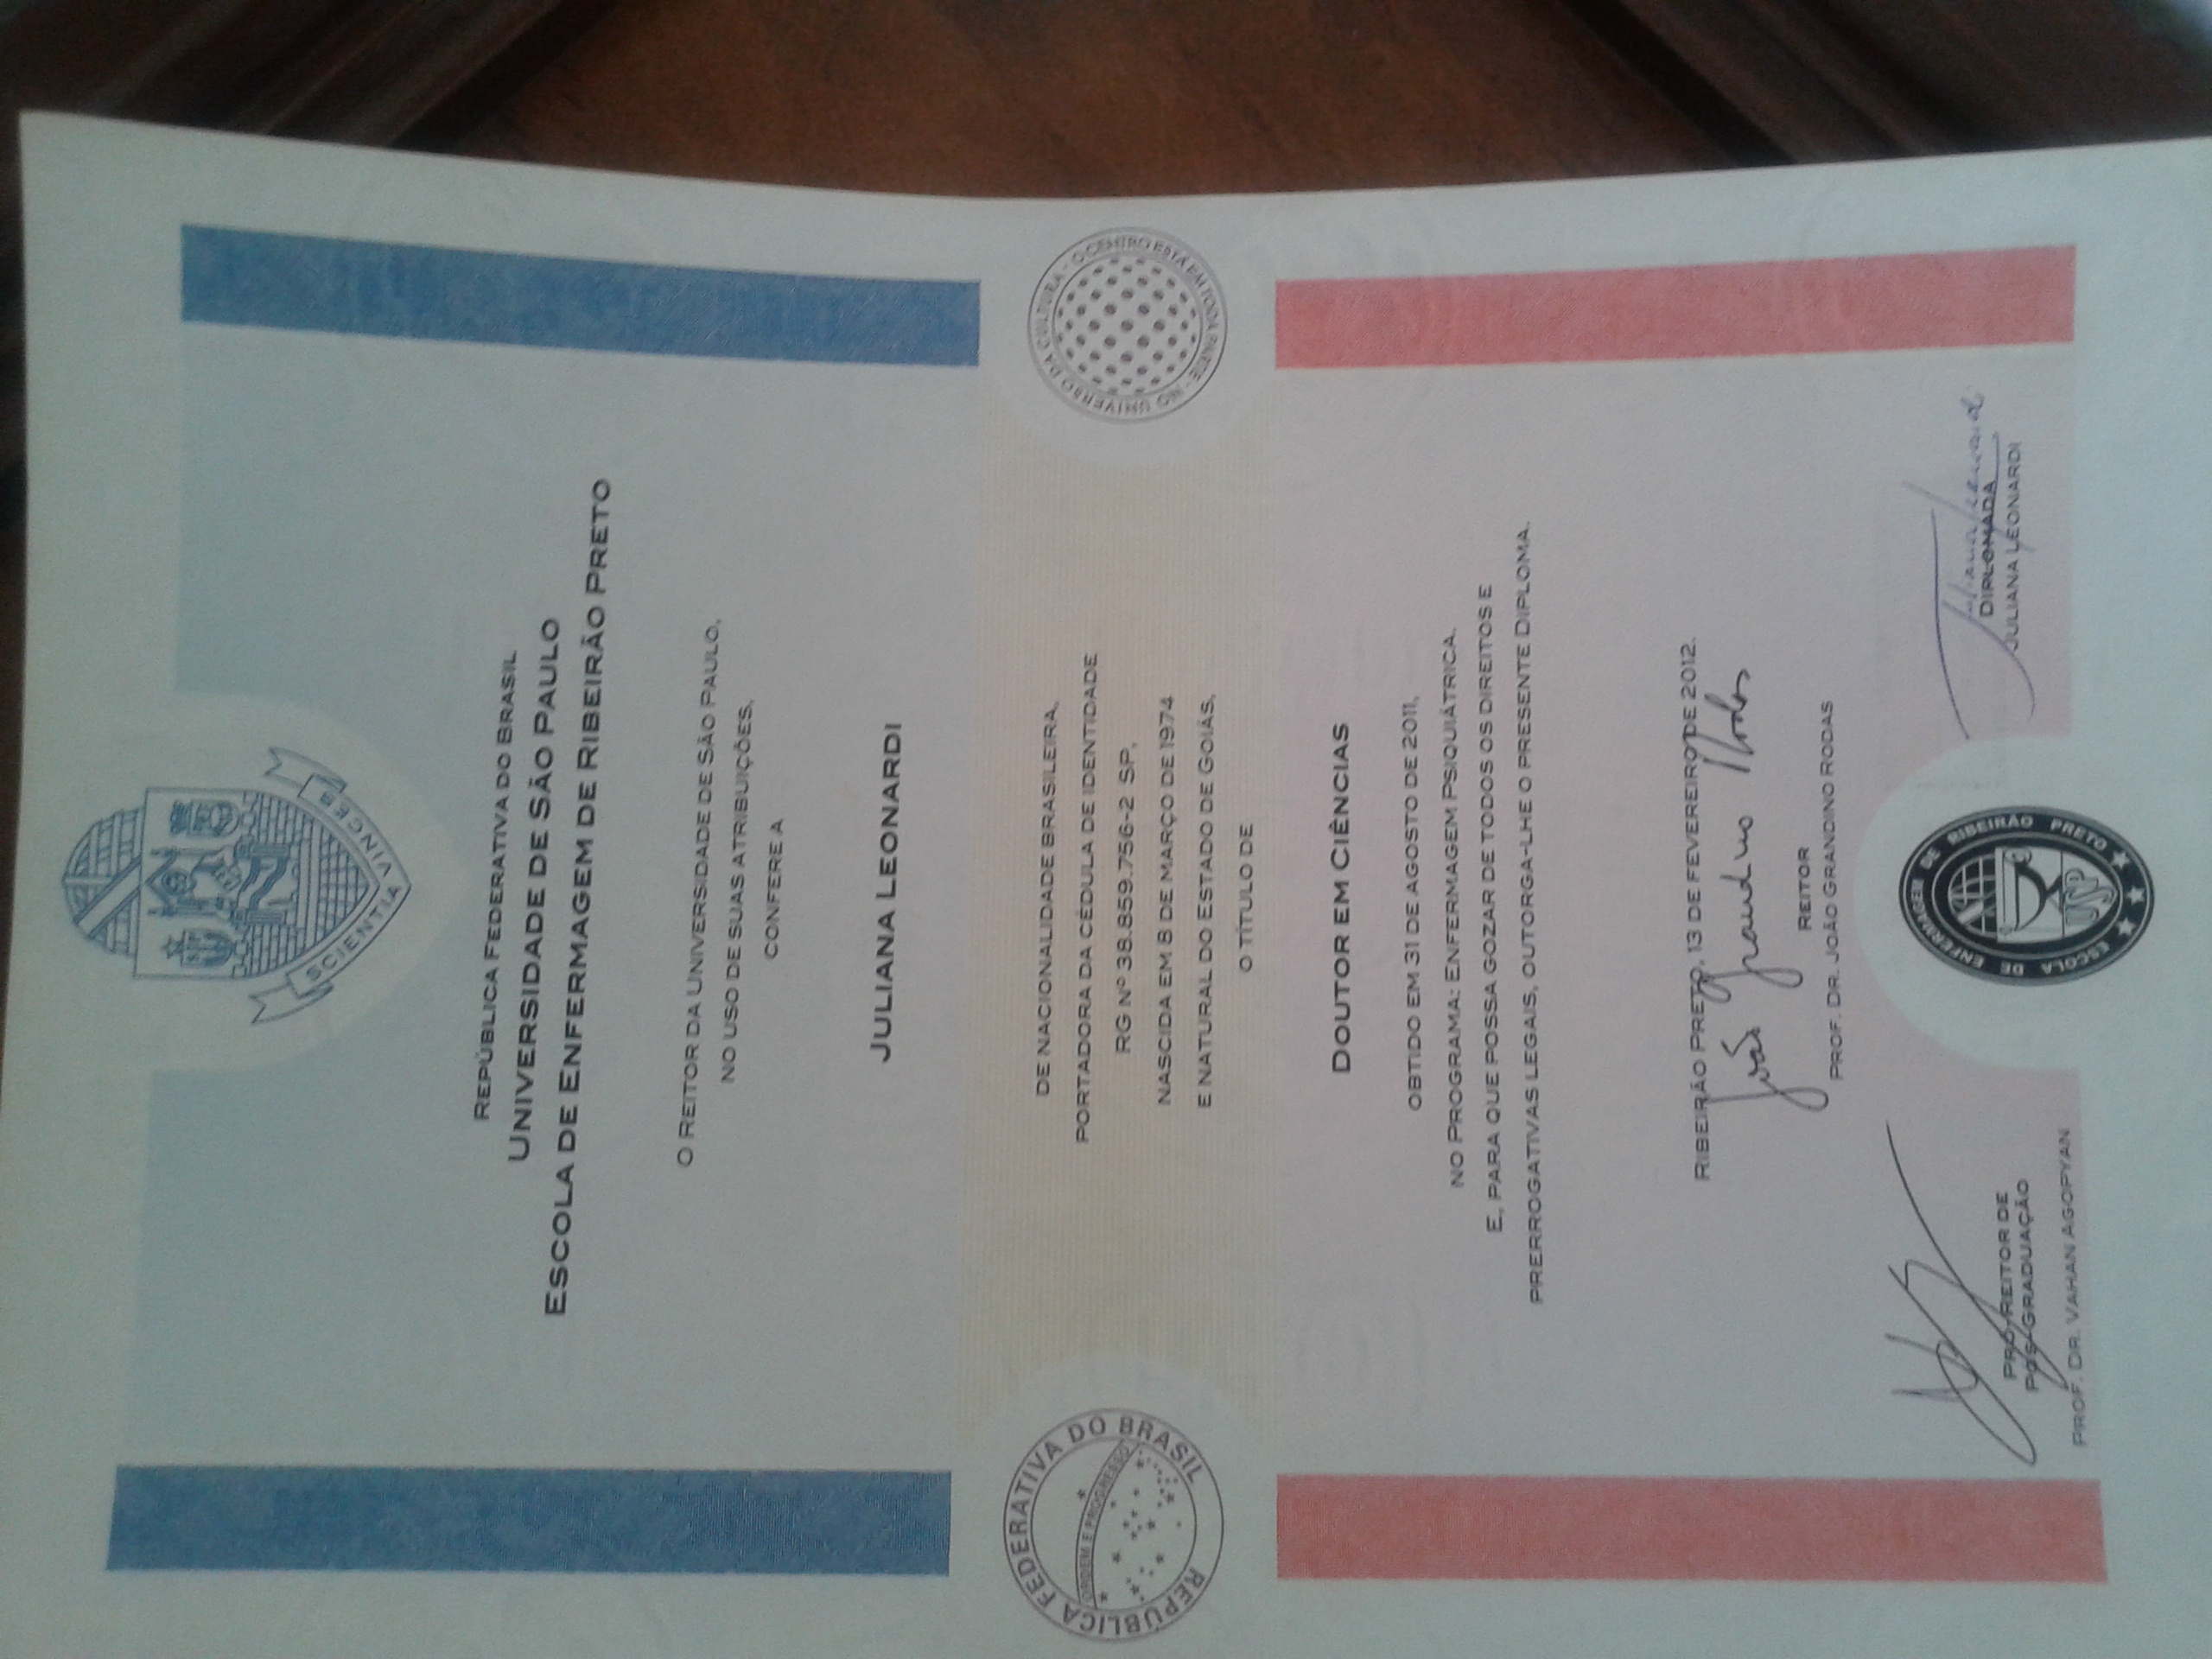 SCIENTIA VINCES
REPÚBLICA FEDERATIVA DO BRASIL
UNIVERSIDADE DE SÃO PAULO
ESCOLA DE ENFERMAGEM DE RIBEIRÃO PRETO
O REITOR DA UNIVERSIDADE DE SÃO PAULO,
NO USO DE SUAS ATRIBUIÇÕES,
CONFERE A
JULIANA LEONARDI
REPÚBLICA FEDERATIVA DO BRASIL
ORDEM E PROGRESSO
DE NACIONALIDADE BRASILEIRA,
PORTADORA DA CÉDULA DE IDENTIDADE
RG Nº 38.859.756-2 SP,
NASCIDA EM 8 DE MARÇO DE 1974
E NATURAL DO ESTADO DE GOIÁS,
O TÍTULO DE
NO UNIVERSO DA CULTURA - O CENTRO ESTÁ EM TODA PARTE -
DOUTOR EM CIÊNCIAS
OBTIDO EM 31 DE AGOSTO DE 2011,
NO PROGRAMA: ENFERMAGEM PSIQUIÁTRICA.
E, PARA QUE POSSA GOZAR DE TODOS OS DIREITOS E
PRERROGATIVAS LEGAIS, OUTORGA-LHE O PRESENTE DIPLOMA.
RIBEIRÃO PRETO, 13 DE FEVEREIRO DE 2012.
João Grandino Rodas
REITOR
PROF. DR. JOÃO GRANDINO RODAS
PRÓ-REITOR DE
PÓS-GRADUAÇÃO
PROF. DR. VAHAN AGOPYAN
ESCOLA DE ENFERMAGEM DE RIBEIRÃO PRETO
USP
Juliana Leonardi
DIPLOMADA
JULIANA LEONARDI